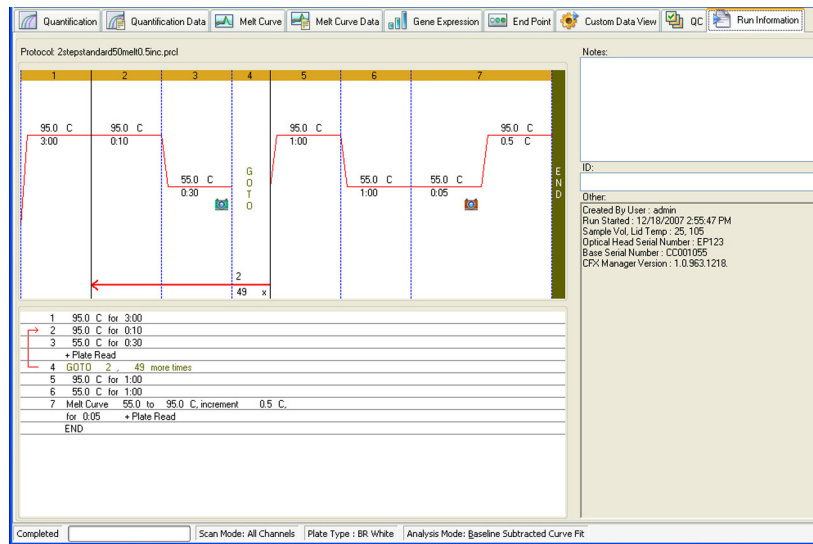 Quantification Quantification Data Melt Curve Melt Curve Data Gene Expression End Point Custom Data View QC Run Information
Protocol: 2stepstandard50melt0.5inc.prcl
1 2 3 4 5 6 7
95.0 C 95.0 C 95.0 C 95.0 C
3:00 0:10 1:00 0.5 C
55.0 C 55.0 C 55.0 C
0:30 1:00 0:05
GOTO
END
2
49 x
1 95.0 C for 3:00
2 95.0 C for 0:10
3 55.0 C for 0:30
+ Plate Read
4 GOTO 2 , 49 more times
5 95.0 C for 1:00
6 55.0 C for 1:00
7 Melt Curve 55.0 to 95.0 C, increment 0.5 C,
for 0:05 + Plate Read
END
Notes:
ID:
Other:
Created By User : admin
Run Started : 12/18/2007 2:55:47 PM
Sample Vol, Lid Temp : 25, 105
Optical Head Serial Number : EP123
Base Serial Number : CC001055
CFX Manager Version : 1.0.963.1218.
Completed Scan Mode: All Channels Plate Type : BR White Analysis Mode: Baseline Subtracted Curve Fit